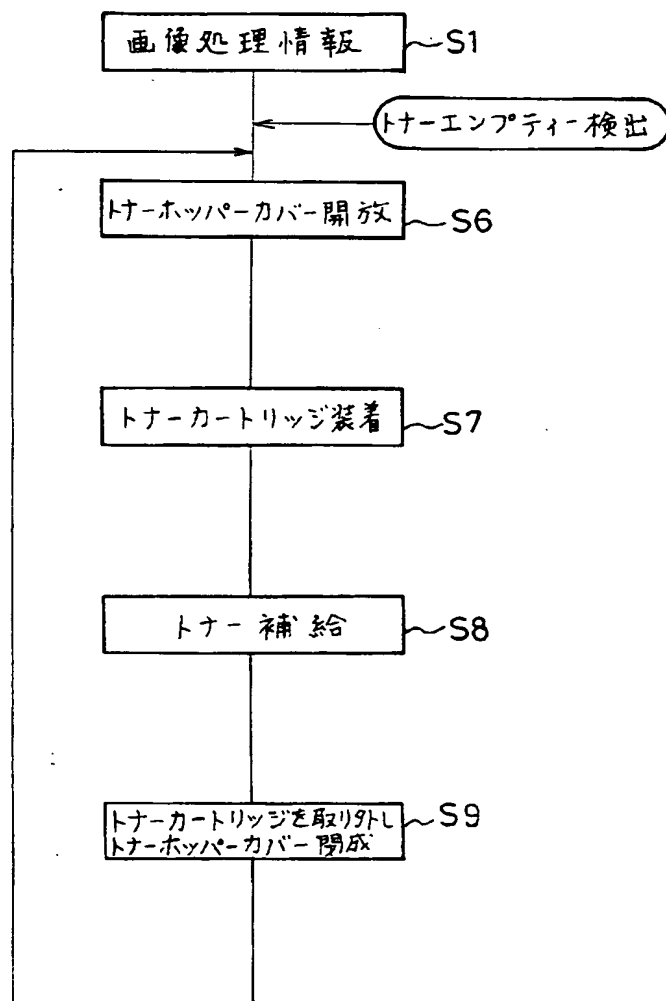 画像処理情報
S1
トナーエンプティー検出
トナーホッパーカバー開放
S6
トナーカートリッジ装着
S7
トナー補給
S8
トナーカートリッジを取り外し
トナーホッパーカバー閉成
S9